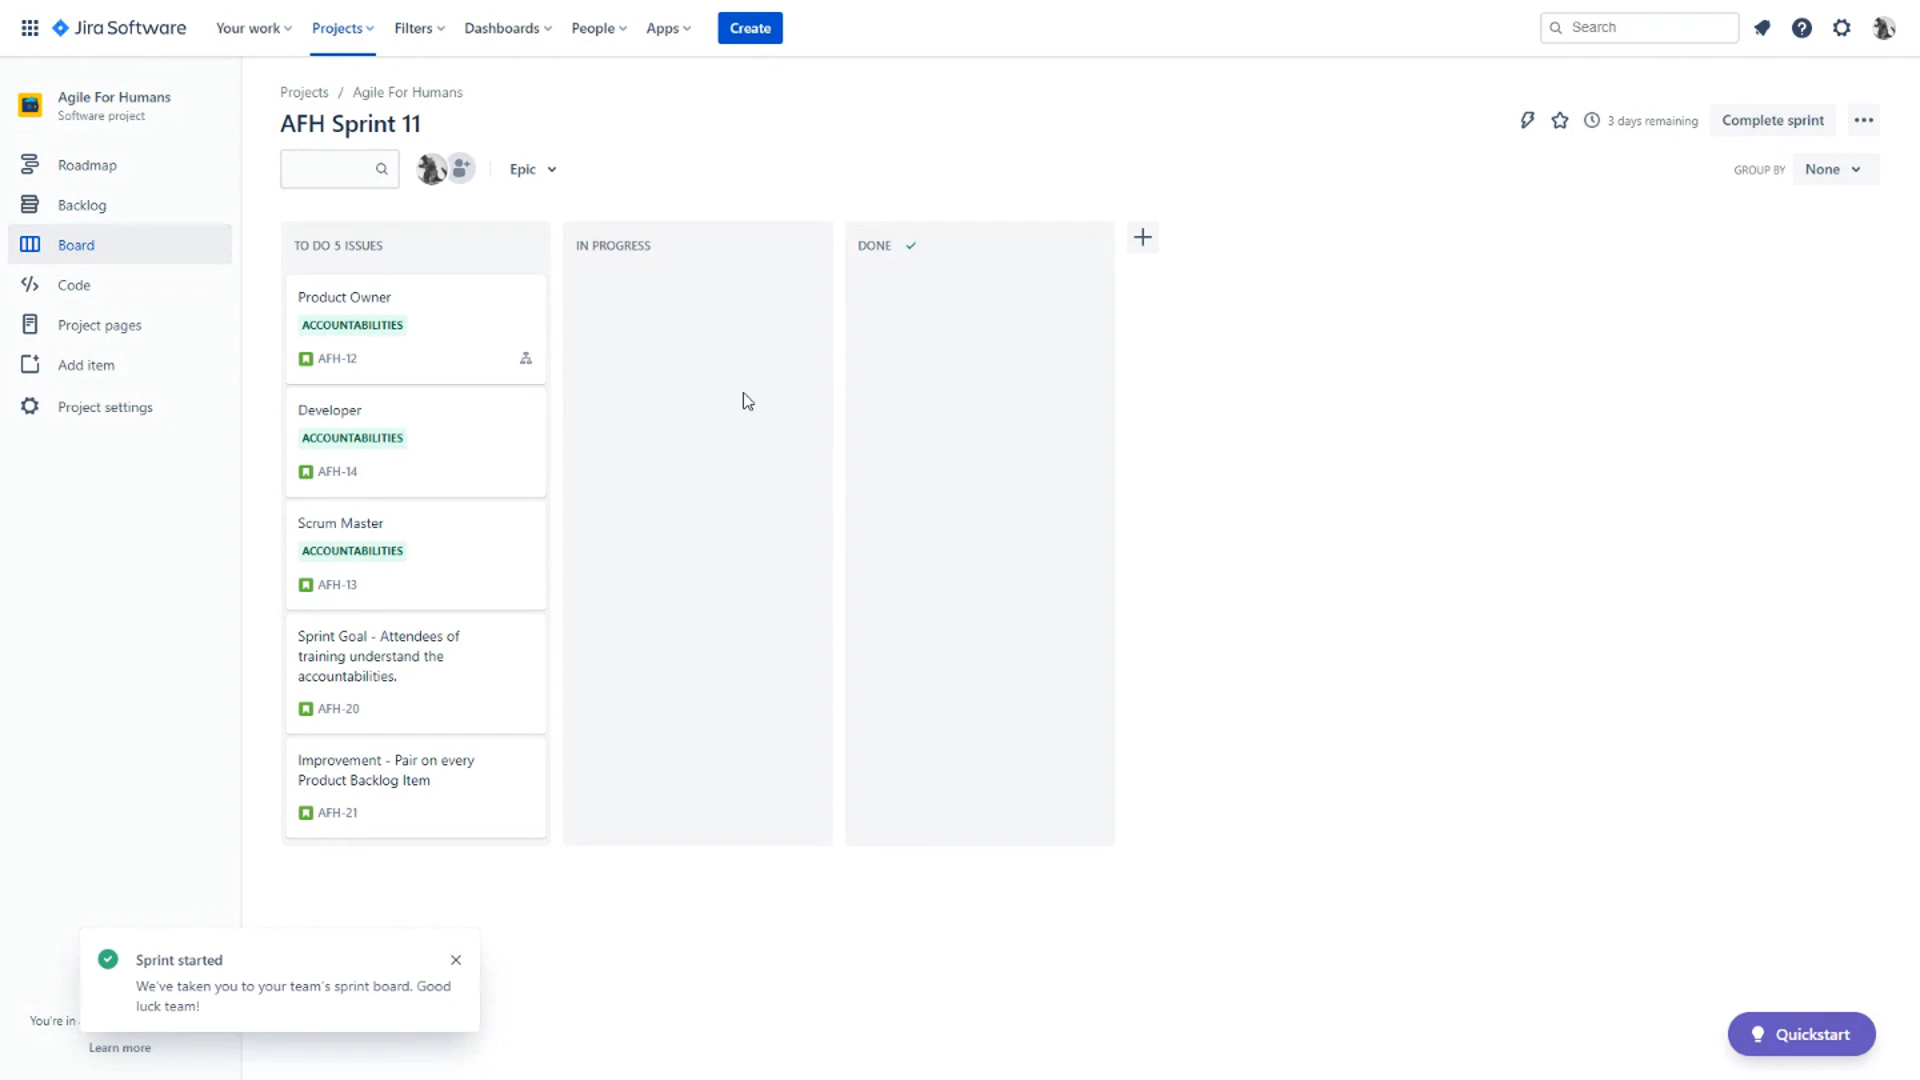 Jira Software
Your work
Projects
Filters
Dashboards
People
Apps
Create
Search
Agile For Humans
Software project
Roadmap
Backlog
Board
Code
Project pages
Add item
Project settings
Projects / Agile For Humans
AFH Sprint 11
3 days remaining
Complete sprint
Epic
GROUP BY
None
TO DO 5 ISSUES
IN PROGRESS
DONE
Product Owner
ACCOUNTABILITIES
AFH-12
Developer
ACCOUNTABILITIES
AFH-14
Scrum Master
ACCOUNTABILITIES
AFH-13
Sprint Goal - Attendees of
training understand the
accountabilities.
AFH-20
Improvement - Pair on every
Product Backlog Item
AFH-21
Sprint started
We've taken you to your team's sprint board. Good
luck team!
You're in
Learn more
Quickstart